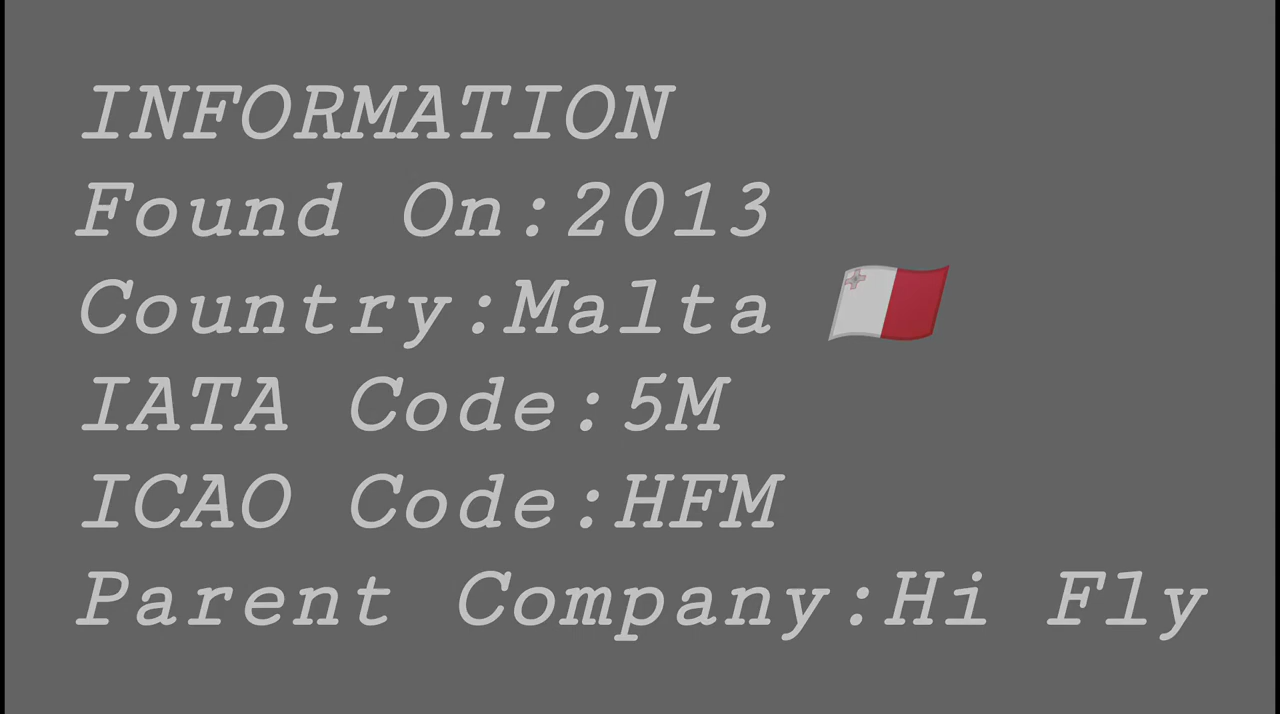 INFORMATION
Found On:2013
Country:Malta 🇲🇹
IATA Code:5M
ICAO Code:HFM
Parent Company:Hi Fly